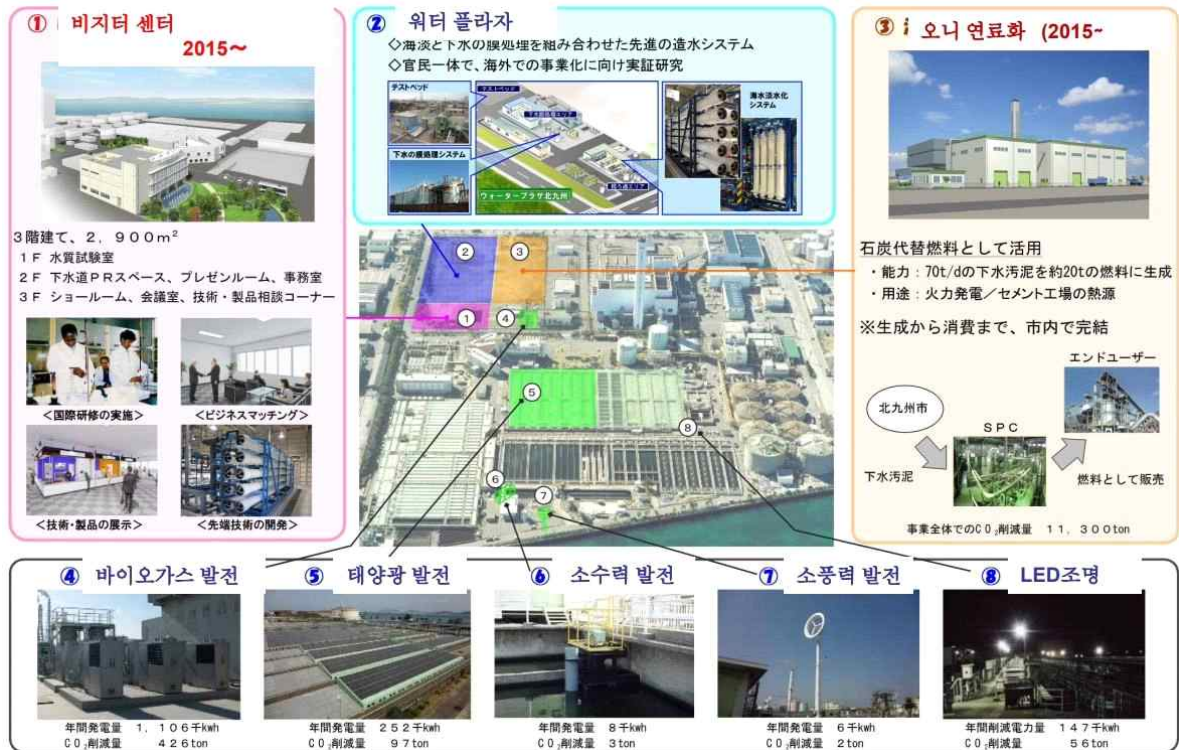 ① 비지터 센터
2015～
3階建て、2，900m²
1F 水質試験室
2F 下水道PRスペース、プレゼンルーム、事務室
3F ショールーム、会議室、技術・製品相談コーナー
＜国際研修の実施＞
＜ビジネスマッチング＞
＜技術・製品の展示＞
＜先端技術の開発＞
② 워터 플라자
◇海淡と下水の膜処理を組み合わせた先進の造水システム
◇官民一体で、海外での事業化に向け実証研究
テストベッド
テストベッド
下水の膜処理システム
ウォータープラザ北九州
海水淡水化
システム
③ 오니 연료화 (2015~
石炭代替燃料として活用
・能力：70t/dの下水汚泥を約20tの燃料に生成
・用途：火力発電／セメント工場の熱源
※生成から消費まで、市内で完結
エンドユーザー
北九州市
SPC
下水汚泥
燃料として販売
事業全体でのCO₂削減量 11，300ton
②
③
①
④
⑤
⑧
⑥
⑦
④ 바이오가스 발전
年間発電量 1，106千kwh
CO₂削減量 426ton
⑤ 태양광 발전
年間発電量 252千kwh
CO₂削減量 97ton
⑥ 소수력 발전
年間発電量 8千kwh
CO₂削減量 3ton
⑦ 소풍력 발전
年間発電量 6千kwh
CO₂削減量 2ton
⑧ LED조명
年間削減電力量 147千kwh
CO₂削減量 56ton